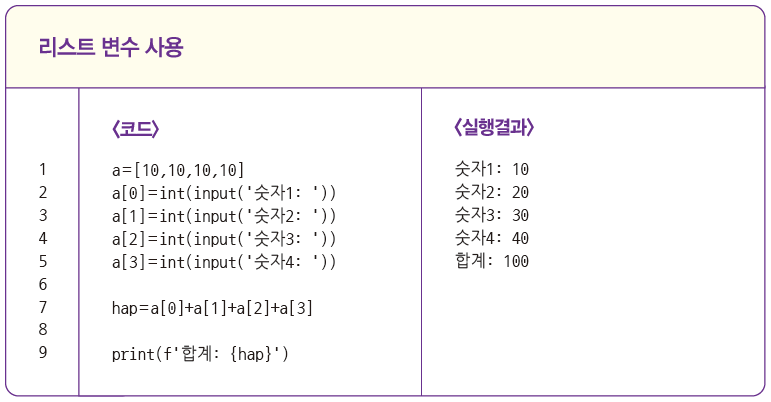 리스트 변수 사용
<코드>
1 a=[10,10,10,10]
2 a[0]=int(input('숫자1: '))
3 a[1]=int(input('숫자2: '))
4 a[2]=int(input('숫자3: '))
5 a[3]=int(input('숫자4: '))
6
7 hap=a[0]+a[1]+a[2]+a[3]
8
9 print(f'합계: {hap}')
<실행결과>
숫자1: 10
숫자2: 20
숫자3: 30
숫자4: 40
합계: 100